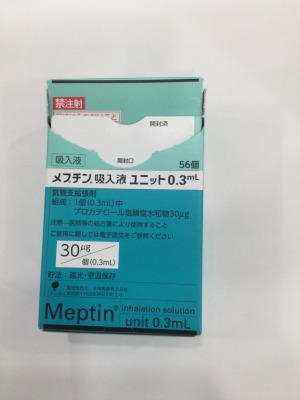 禁注射
開封済
開封口
吸入液
56個
メプチン吸入液ユニット0.3mL
気管支拡張剤
組成：1個(0.3mL)中
プロカテロール塩酸塩水和物30μg
注意－医師等の処方箋により使用すること
ご使用に際しては電子添文をご参照ください
30μg
個(0.3mL)
貯法：遮光・室温保存
Meptin® inhalation solution
unit 0.3mL